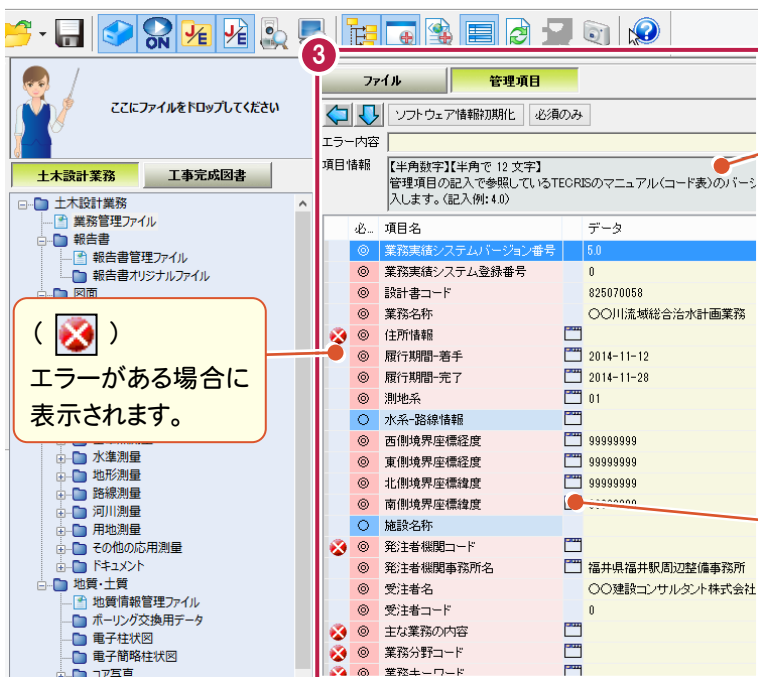 ON
J/E
J/E
3
ファイル
管理項目
ここにファイルをドロップしてください
ソフトウェア情報初期化
必須のみ
エラー内容
項目情報
【半角数字】【半角で 12 文字】
管理項目の記入で参照しているTECRISのマニュアル(コード表)のバージ
入します。(記入例：4.0)
土木設計業務
工事完成図書
土木設計業務
業務管理ファイル
報告書
報告書管理ファイル
報告書オリジナルファイル
図面
( )
エラーがある場合に
表示されます。
水準測量
地形測量
路線測量
河川測量
用地測量
その他の応用測量
ドキュメント
地質・土質
地質情報管理ファイル
ボーリング交換用データ
電子柱状図
電子簡略柱状図
コア写真
必... 項目名 データ
◎ 業務実績システムバージョン番号 5.0
◎ 業務実績システム登録番号 0
◎ 設計書コード 825070058
◎ 業務名称 〇〇川流域総合治水計画業務
◎ 住所情報
◎ 履行期間-着手 2014-11-12
◎ 履行期間-完了 2014-11-28
◎ 測地系 01
○ 水系-路線情報
◎ 西側境界座標経度 99999999
◎ 東側境界座標経度 99999999
◎ 北側境界座標緯度 99999999
◎ 南側境界座標緯度
○ 施設名称
◎ 発注者機関コード
◎ 発注者機関事務所名 福井県福井駅周辺整備事務所
◎ 受注者名 〇〇建設コンサルタント株式会社
◎ 受注者コード 0
◎ 主な業務の内容
◎ 業務分野コード
◎ 業務キーワード